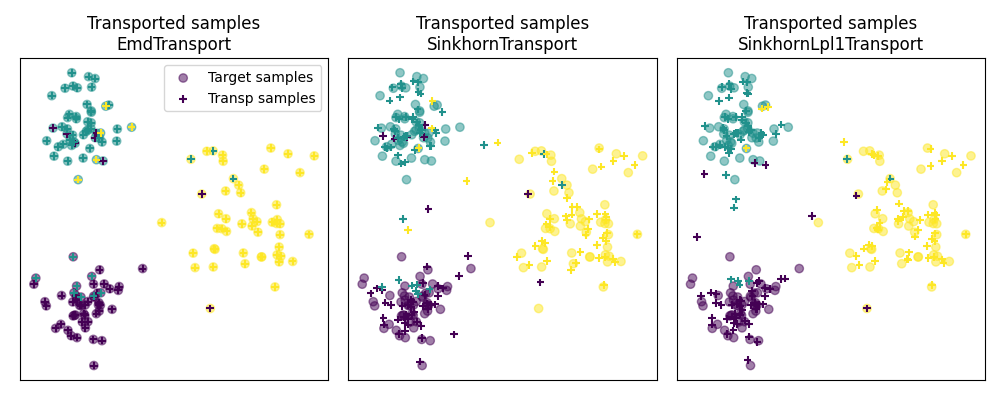 Transported samples
EmdTransport
Target samples
Transp samples
Transported samples
SinkhornTransport
Transported samples
SinkhornLpl1Transport